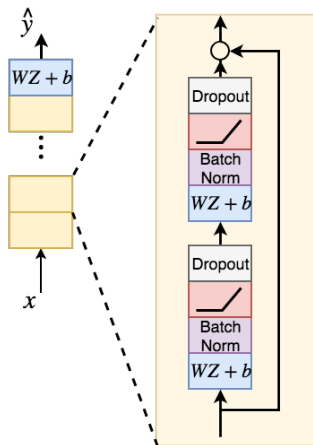 ŷ
WZ + b
x
Dropout
Batch
Norm
WZ + b
Dropout
Batch
Norm
WZ + b